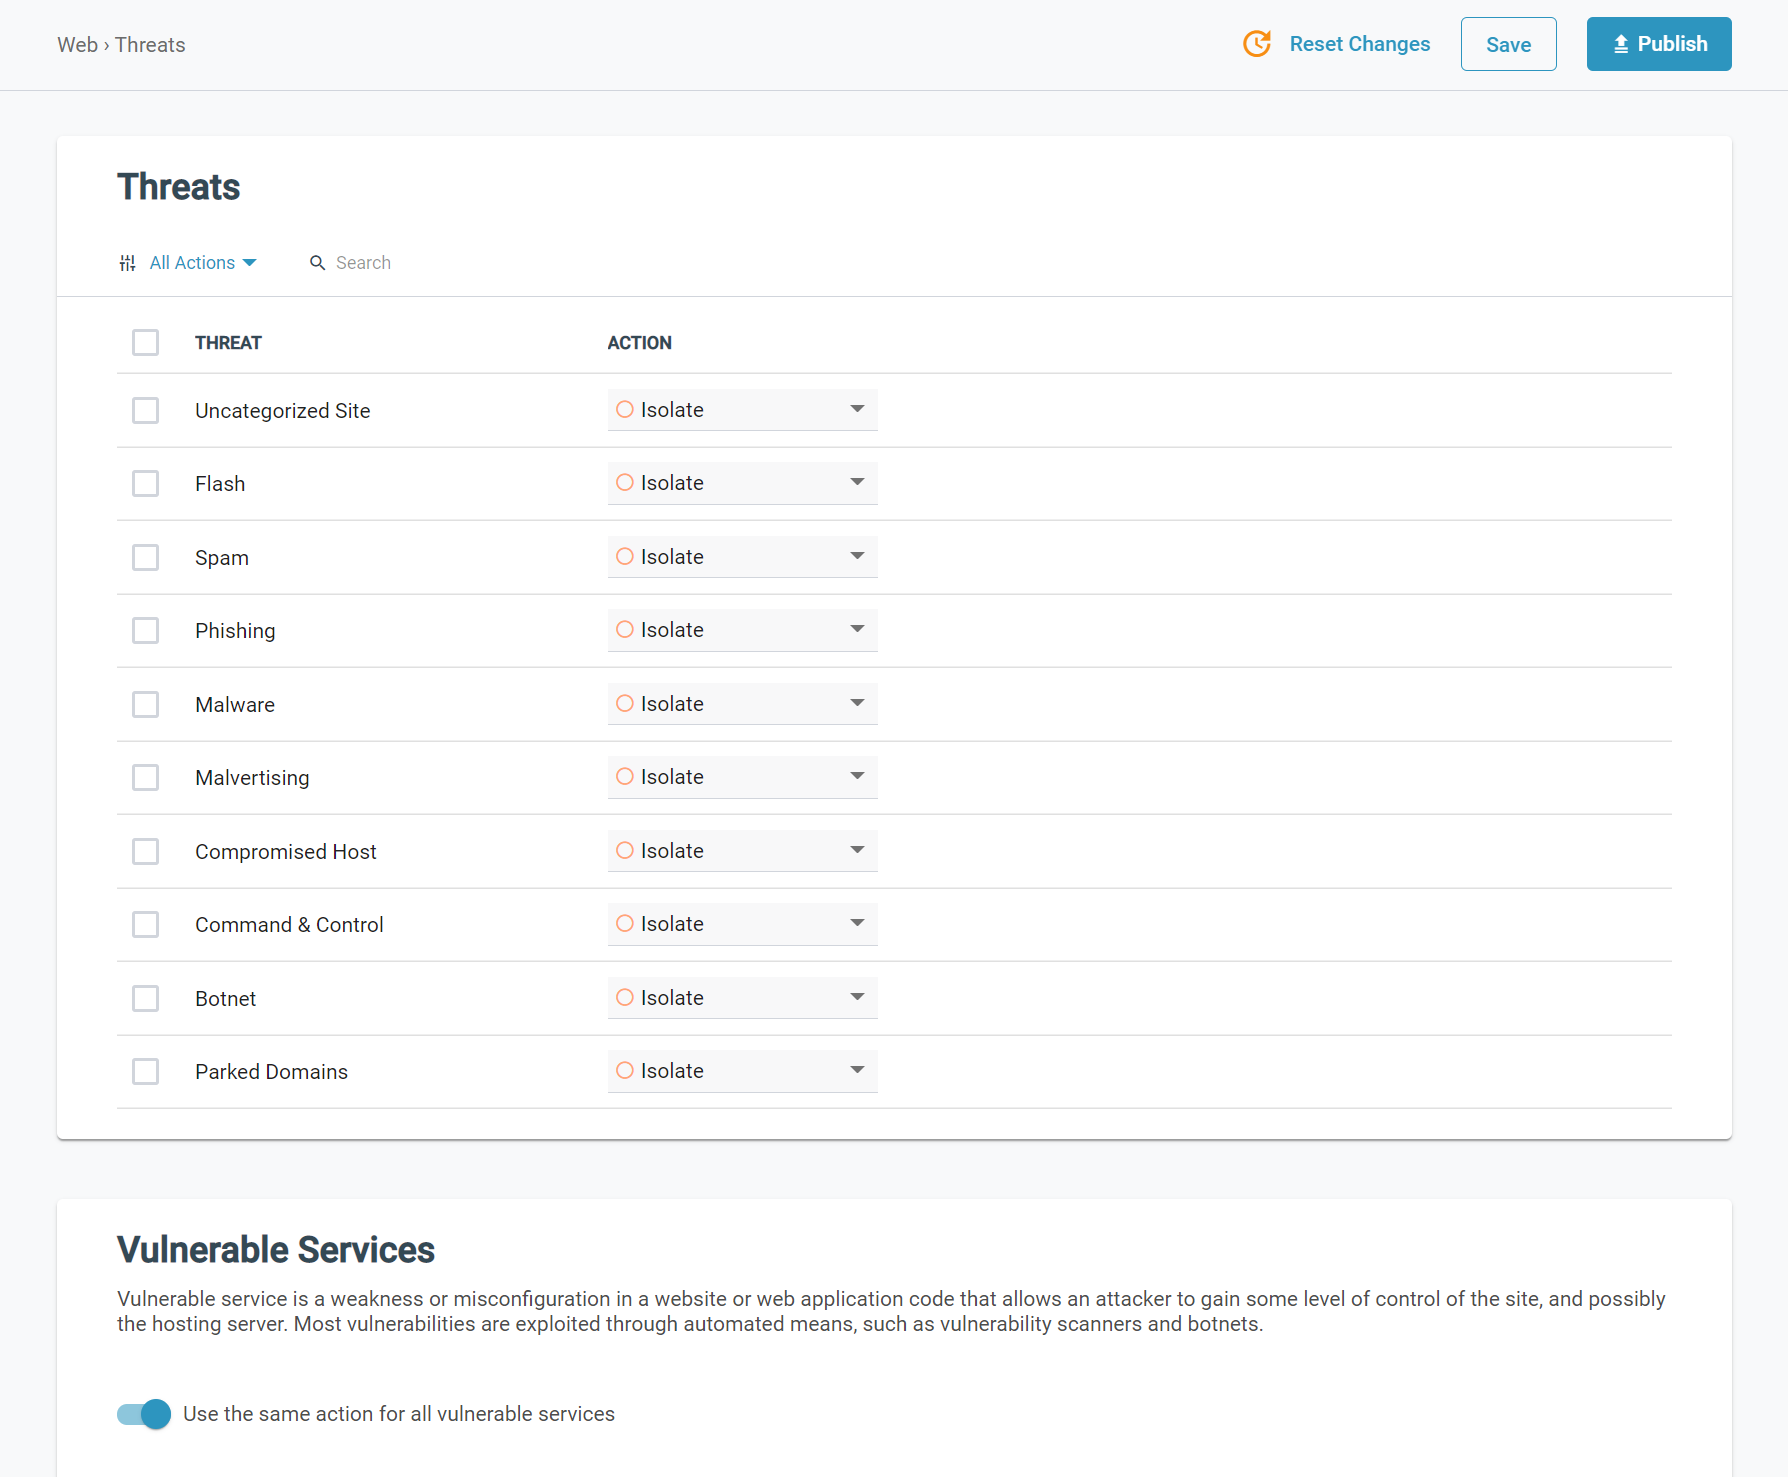 Web › Threats
Reset Changes
Save
Publish
Threats
All Actions
Search
THREAT
ACTION
Uncategorized Site
Isolate
Flash
Isolate
Spam
Isolate
Phishing
Isolate
Malware
Isolate
Malvertising
Isolate
Compromised Host
Isolate
Command & Control
Isolate
Botnet
Isolate
Parked Domains
Isolate
Vulnerable Services
Vulnerable service is a weakness or misconfiguration in a website or web application code that allows an attacker to gain some level of control of the site, and possibly
the hosting server. Most vulnerabilities are exploited through automated means, such as vulnerability scanners and botnets.
Use the same action for all vulnerable services